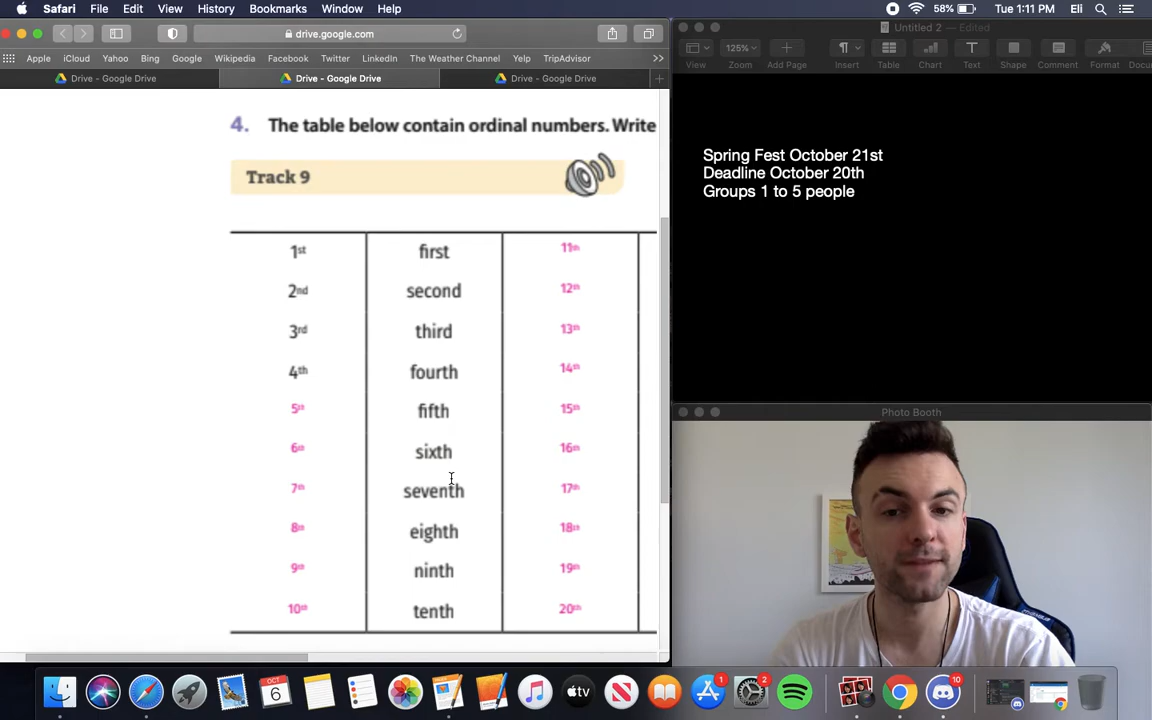 Safari File Edit View History Bookmarks Window Help
58% Tue 1:11 PM Eli
drive.google.com
Apple iCloud Yahoo Bing Google Wikipedia Facebook Twitter LinkedIn The Weather Channel Yelp TripAdvisor
Drive - Google Drive Drive - Google Drive Drive - Google Drive
4. The table below contain ordinal numbers. Write
Track 9
1st first 11th
2nd second 12th
3rd third 13th
4th fourth 14th
5th fifth 15th
6th sixth 16th
7th seventh 17th
8th eighth 18th
9th ninth 19th
10th tenth 20th
Untitled 2 — Edited
125%
View Zoom Add Page Insert Table Chart Text Shape Comment Format Docu
Spring Fest October 21st
Deadline October 20th
Groups 1 to 5 people
Photo Booth
OCT
6
1
2
10